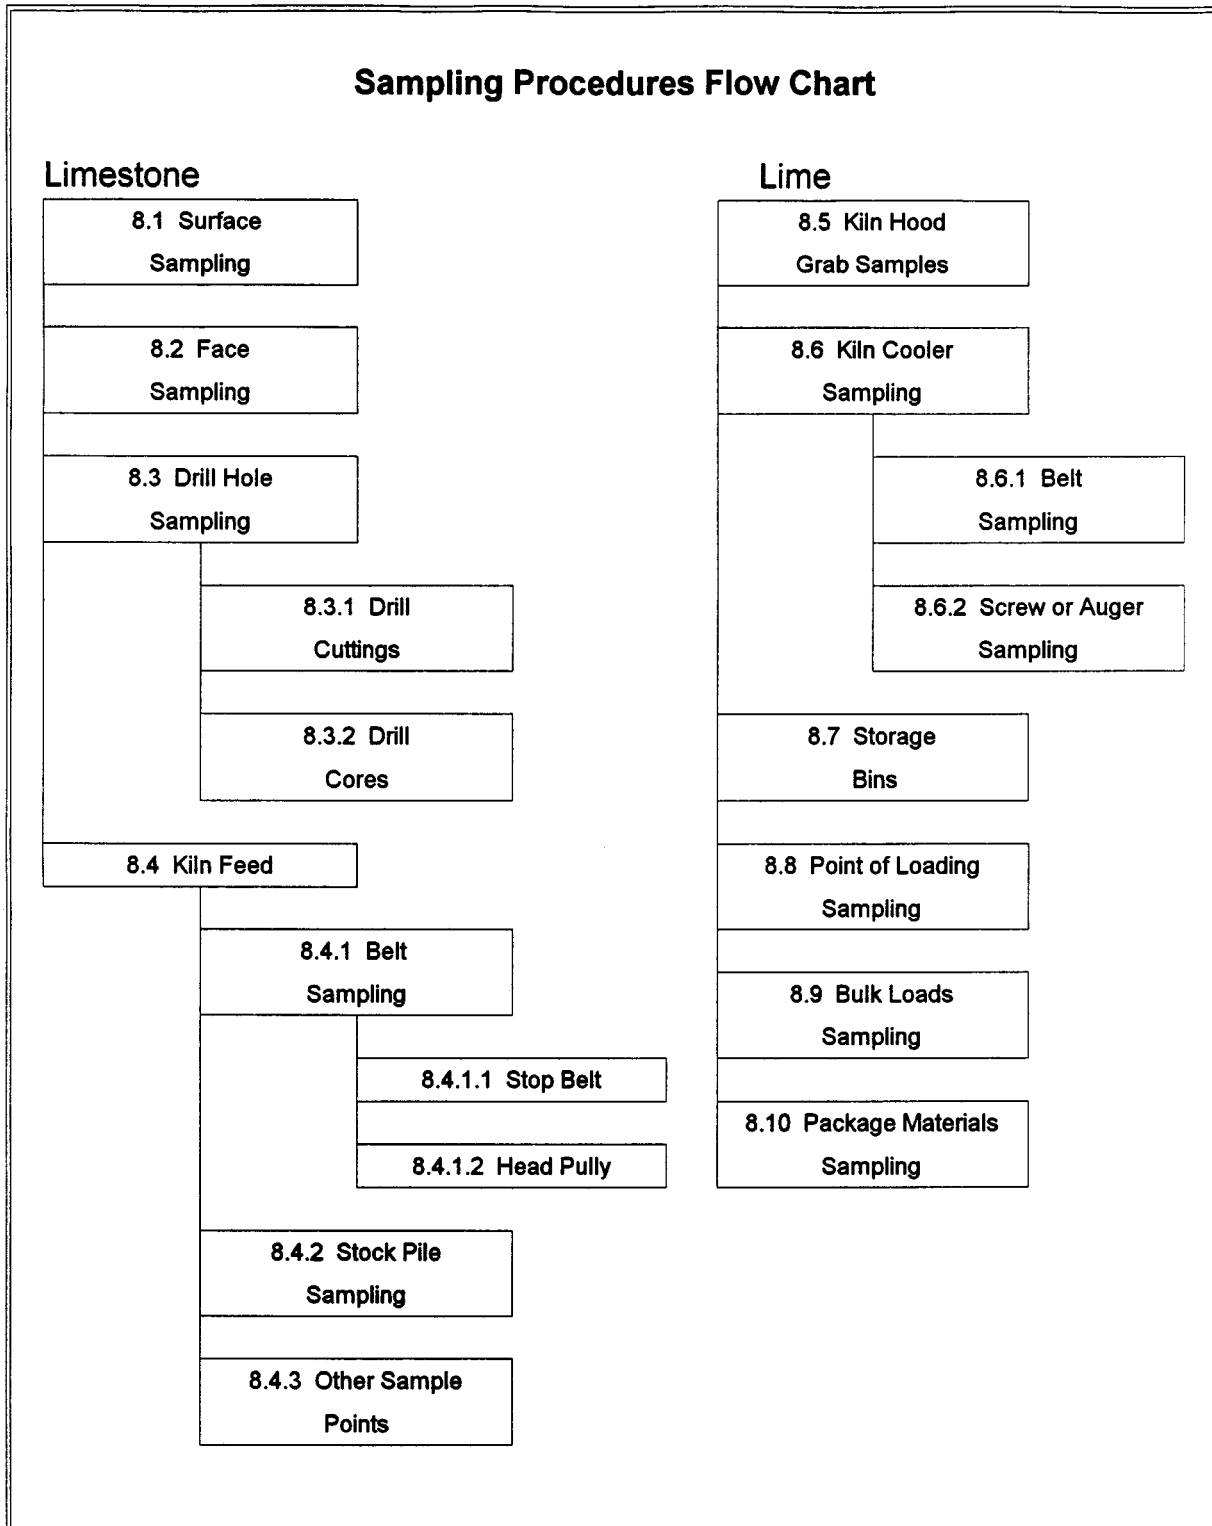 Sampling Procedures Flow Chart
Limestone
8.1 Surface
Sampling
8.2 Face
Sampling
8.3 Drill Hole
Sampling
8.3.1 Drill
Cuttings
8.3.2 Drill
Cores
8.4 Kiln Feed
8.4.1 Belt
Sampling
8.4.1.1 Stop Belt
8.4.1.2 Head Pully
8.4.2 Stock Pile
Sampling
8.4.3 Other Sample
Points
Lime
8.5 Kiln Hood
Grab Samples
8.6 Kiln Cooler
Sampling
8.6.1 Belt
Sampling
8.6.2 Screw or Auger
Sampling
8.7 Storage
Bins
8.8 Point of Loading
Sampling
8.9 Bulk Loads
Sampling
8.10 Package Materials
Sampling